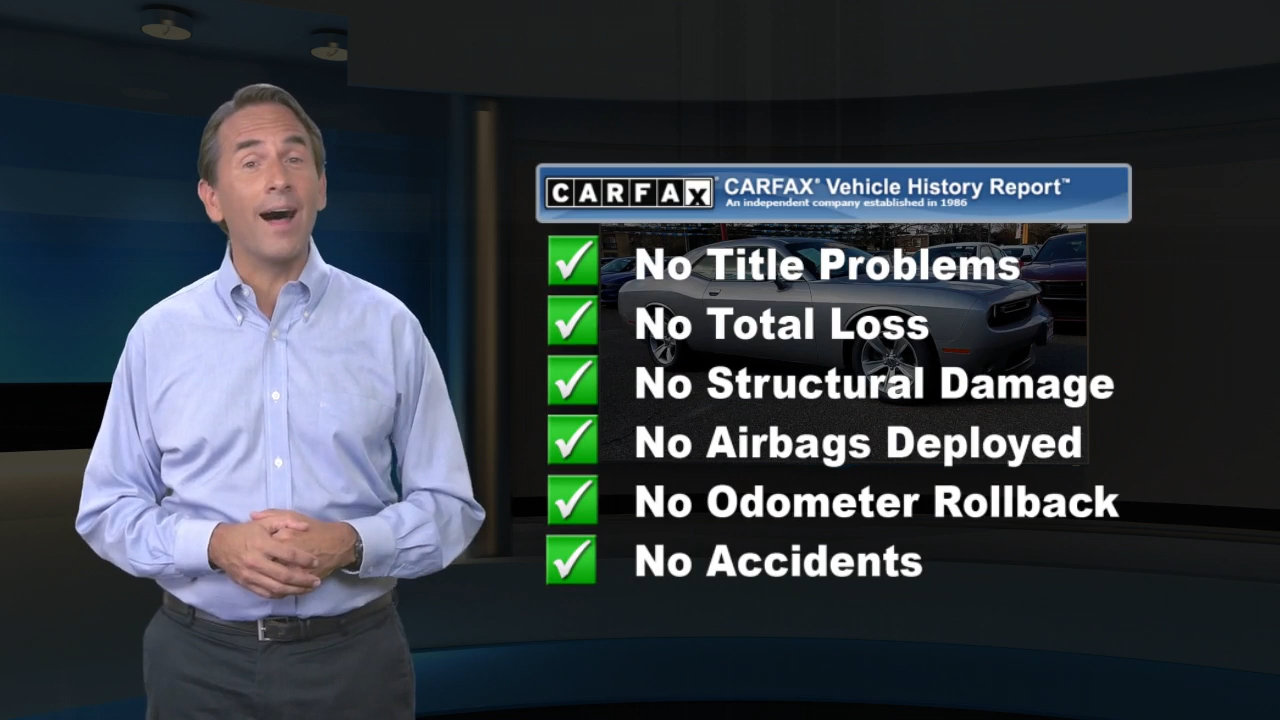 CARFAX CARFAX® Vehicle History Report™
An independent company established in 1986
No Title Problems
No Total Loss
No Structural Damage
No Airbags Deployed
No Odometer Rollback
No Accidents